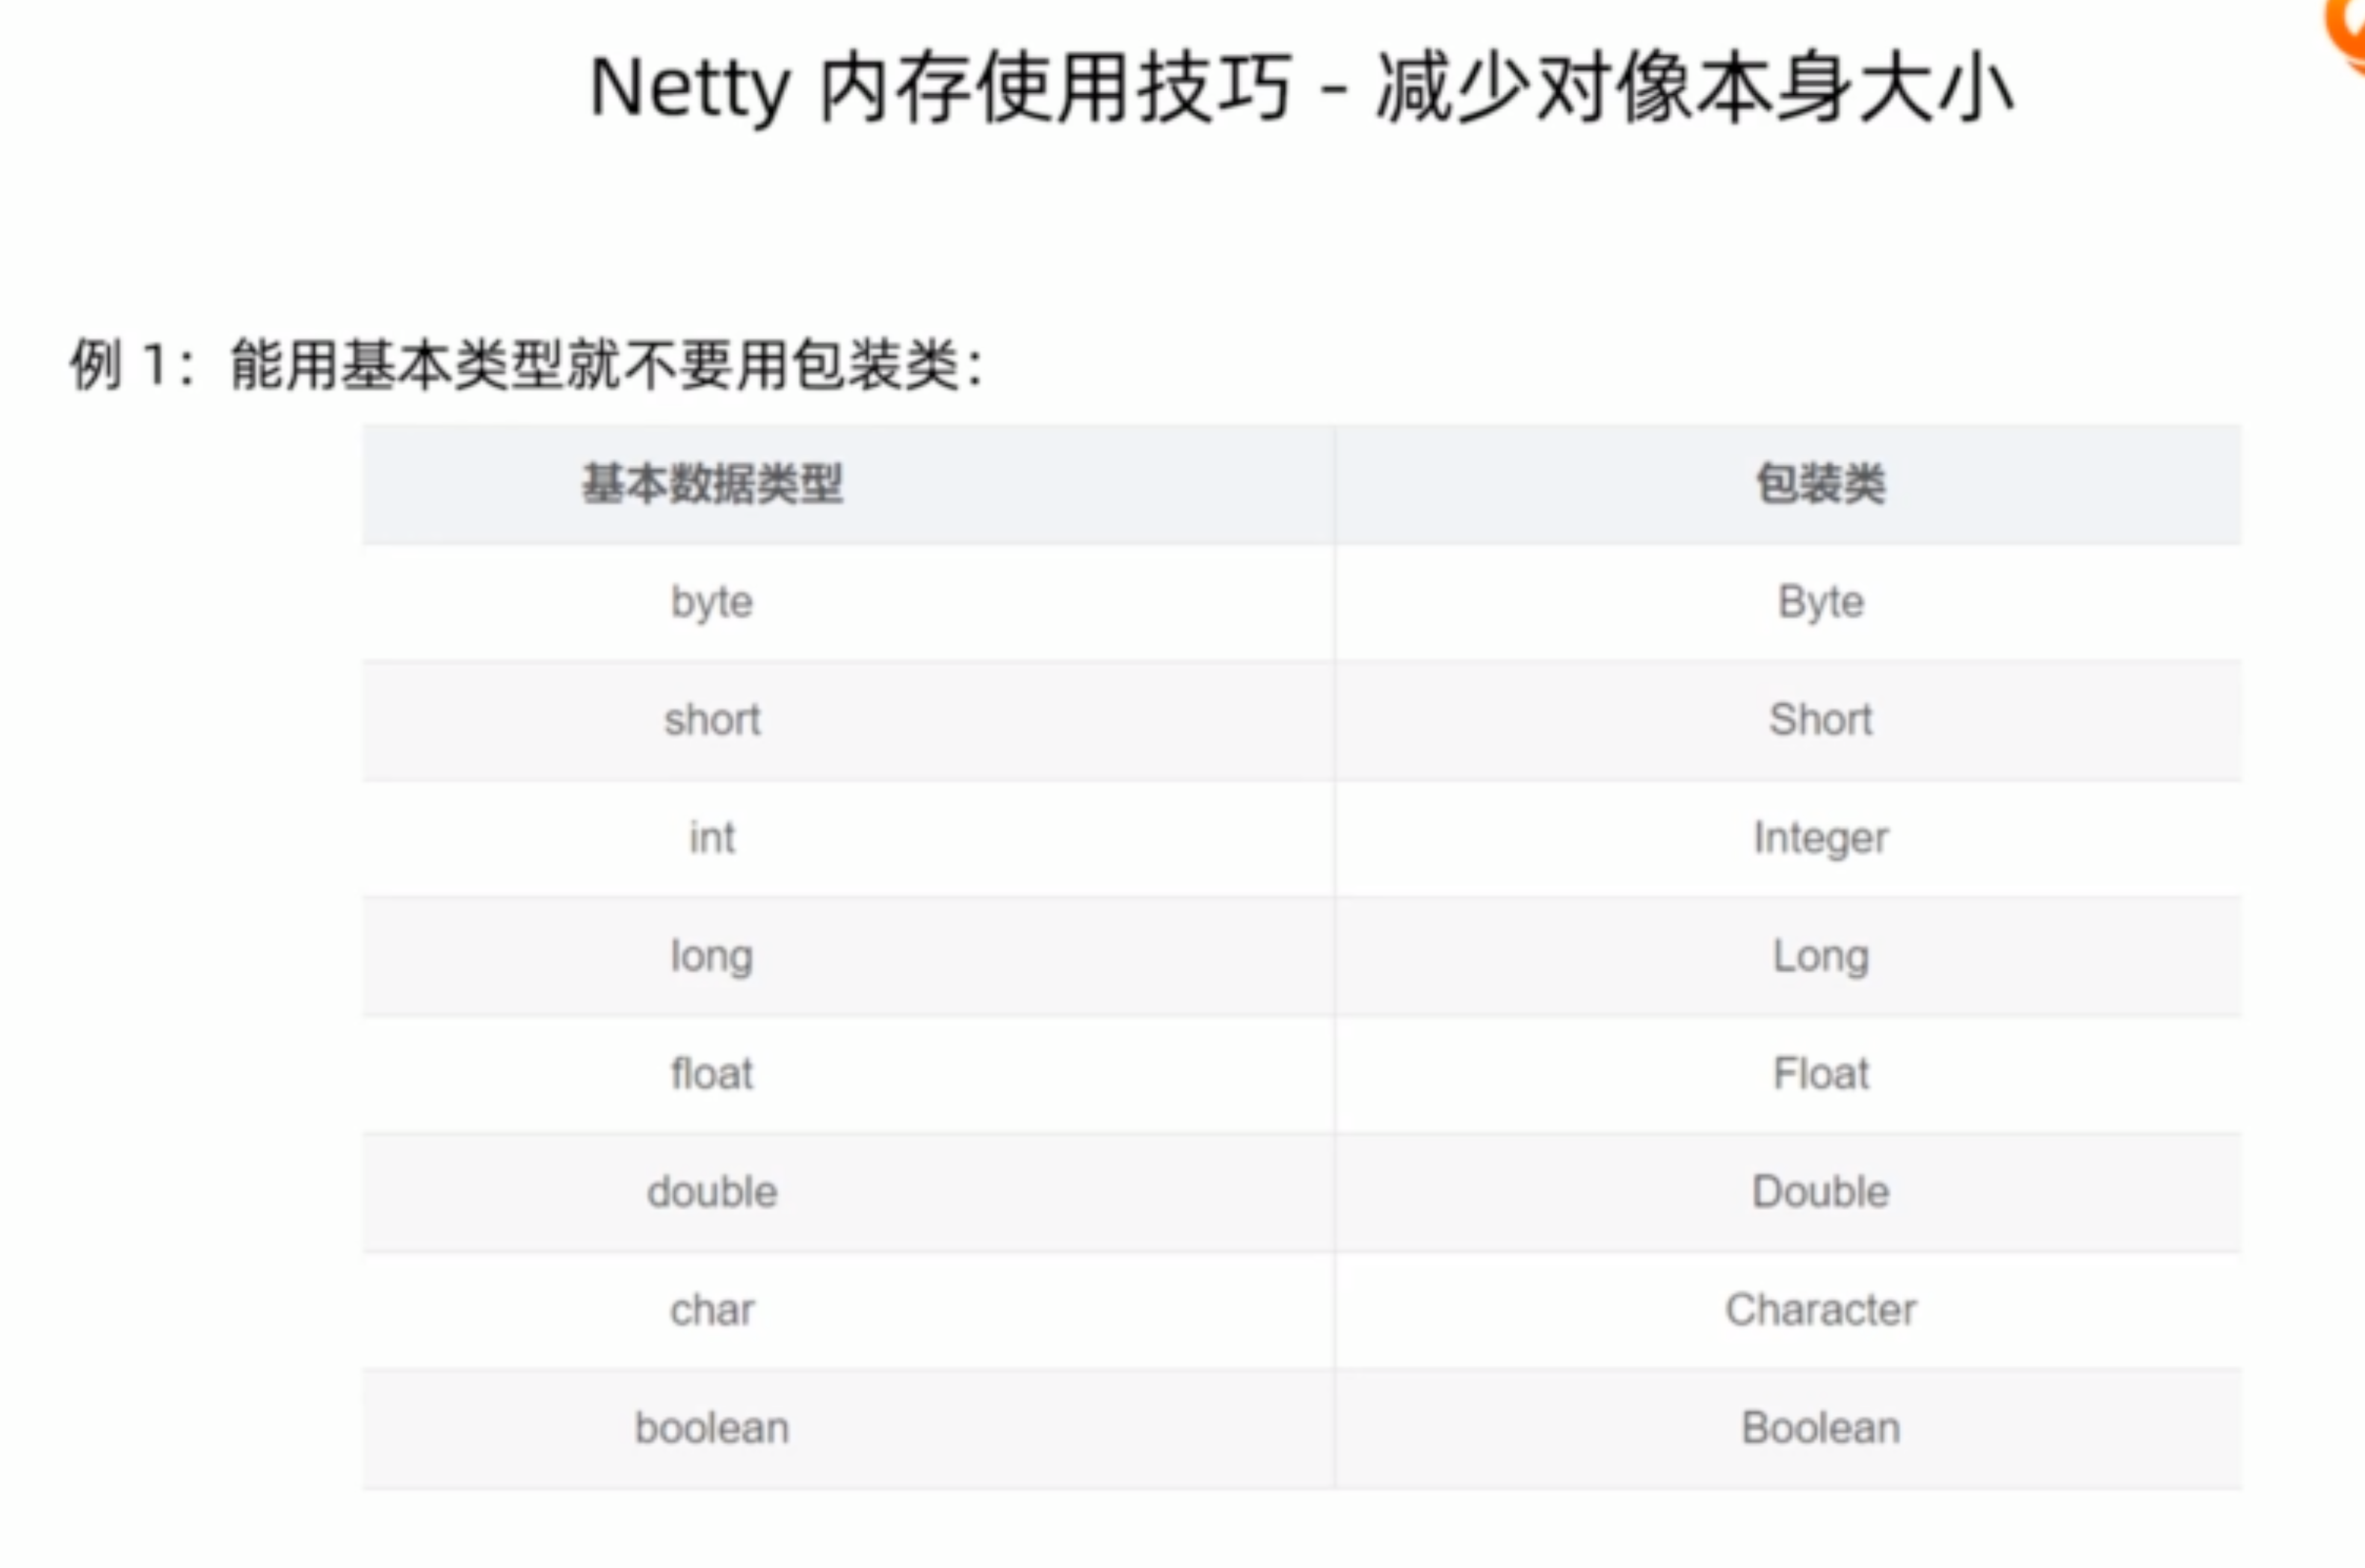 Netty 内存使用技巧 - 减少对像本身大小
例 1：能用基本类型就不要用包装类：
基本数据类型 包装类
byte Byte
short Short
int Integer
long Long
float Float
double Double
char Character
boolean Boolean